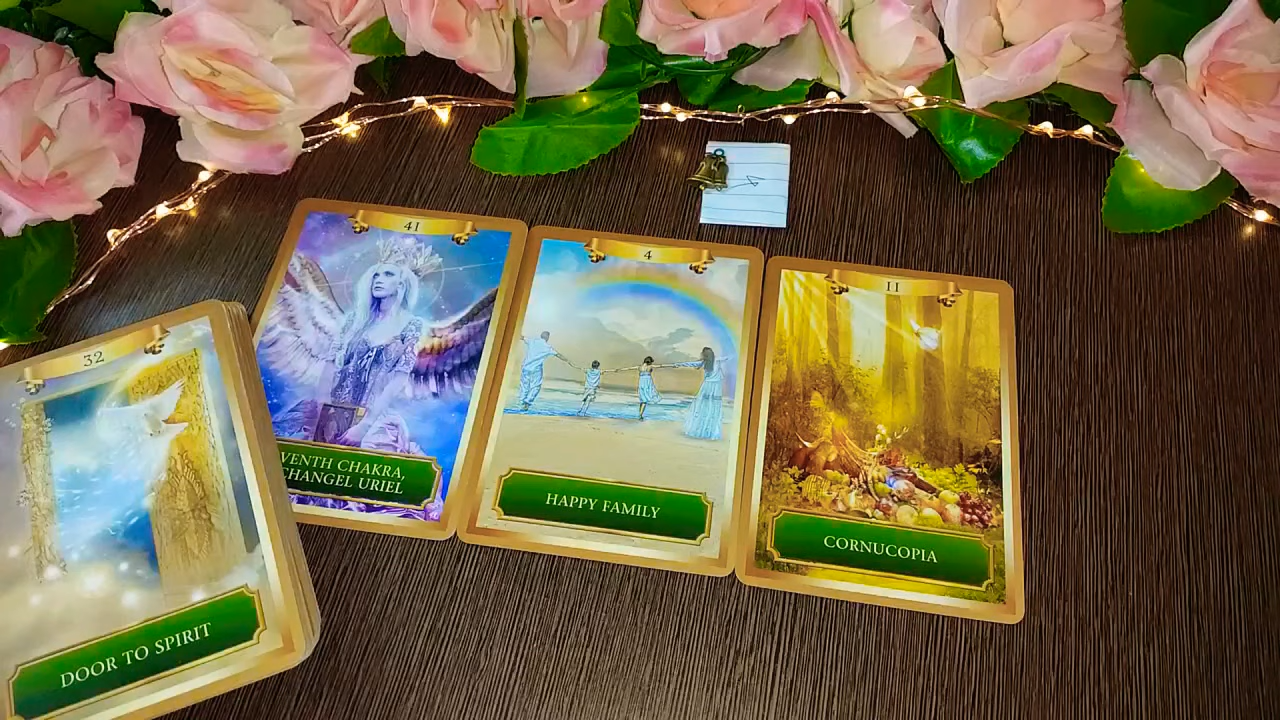 32
DOOR TO SPIRIT
41
VENTH CHAKRA,
CHANGEL URIEL
4
HAPPY FAMILY
11
CORNUCOPIA